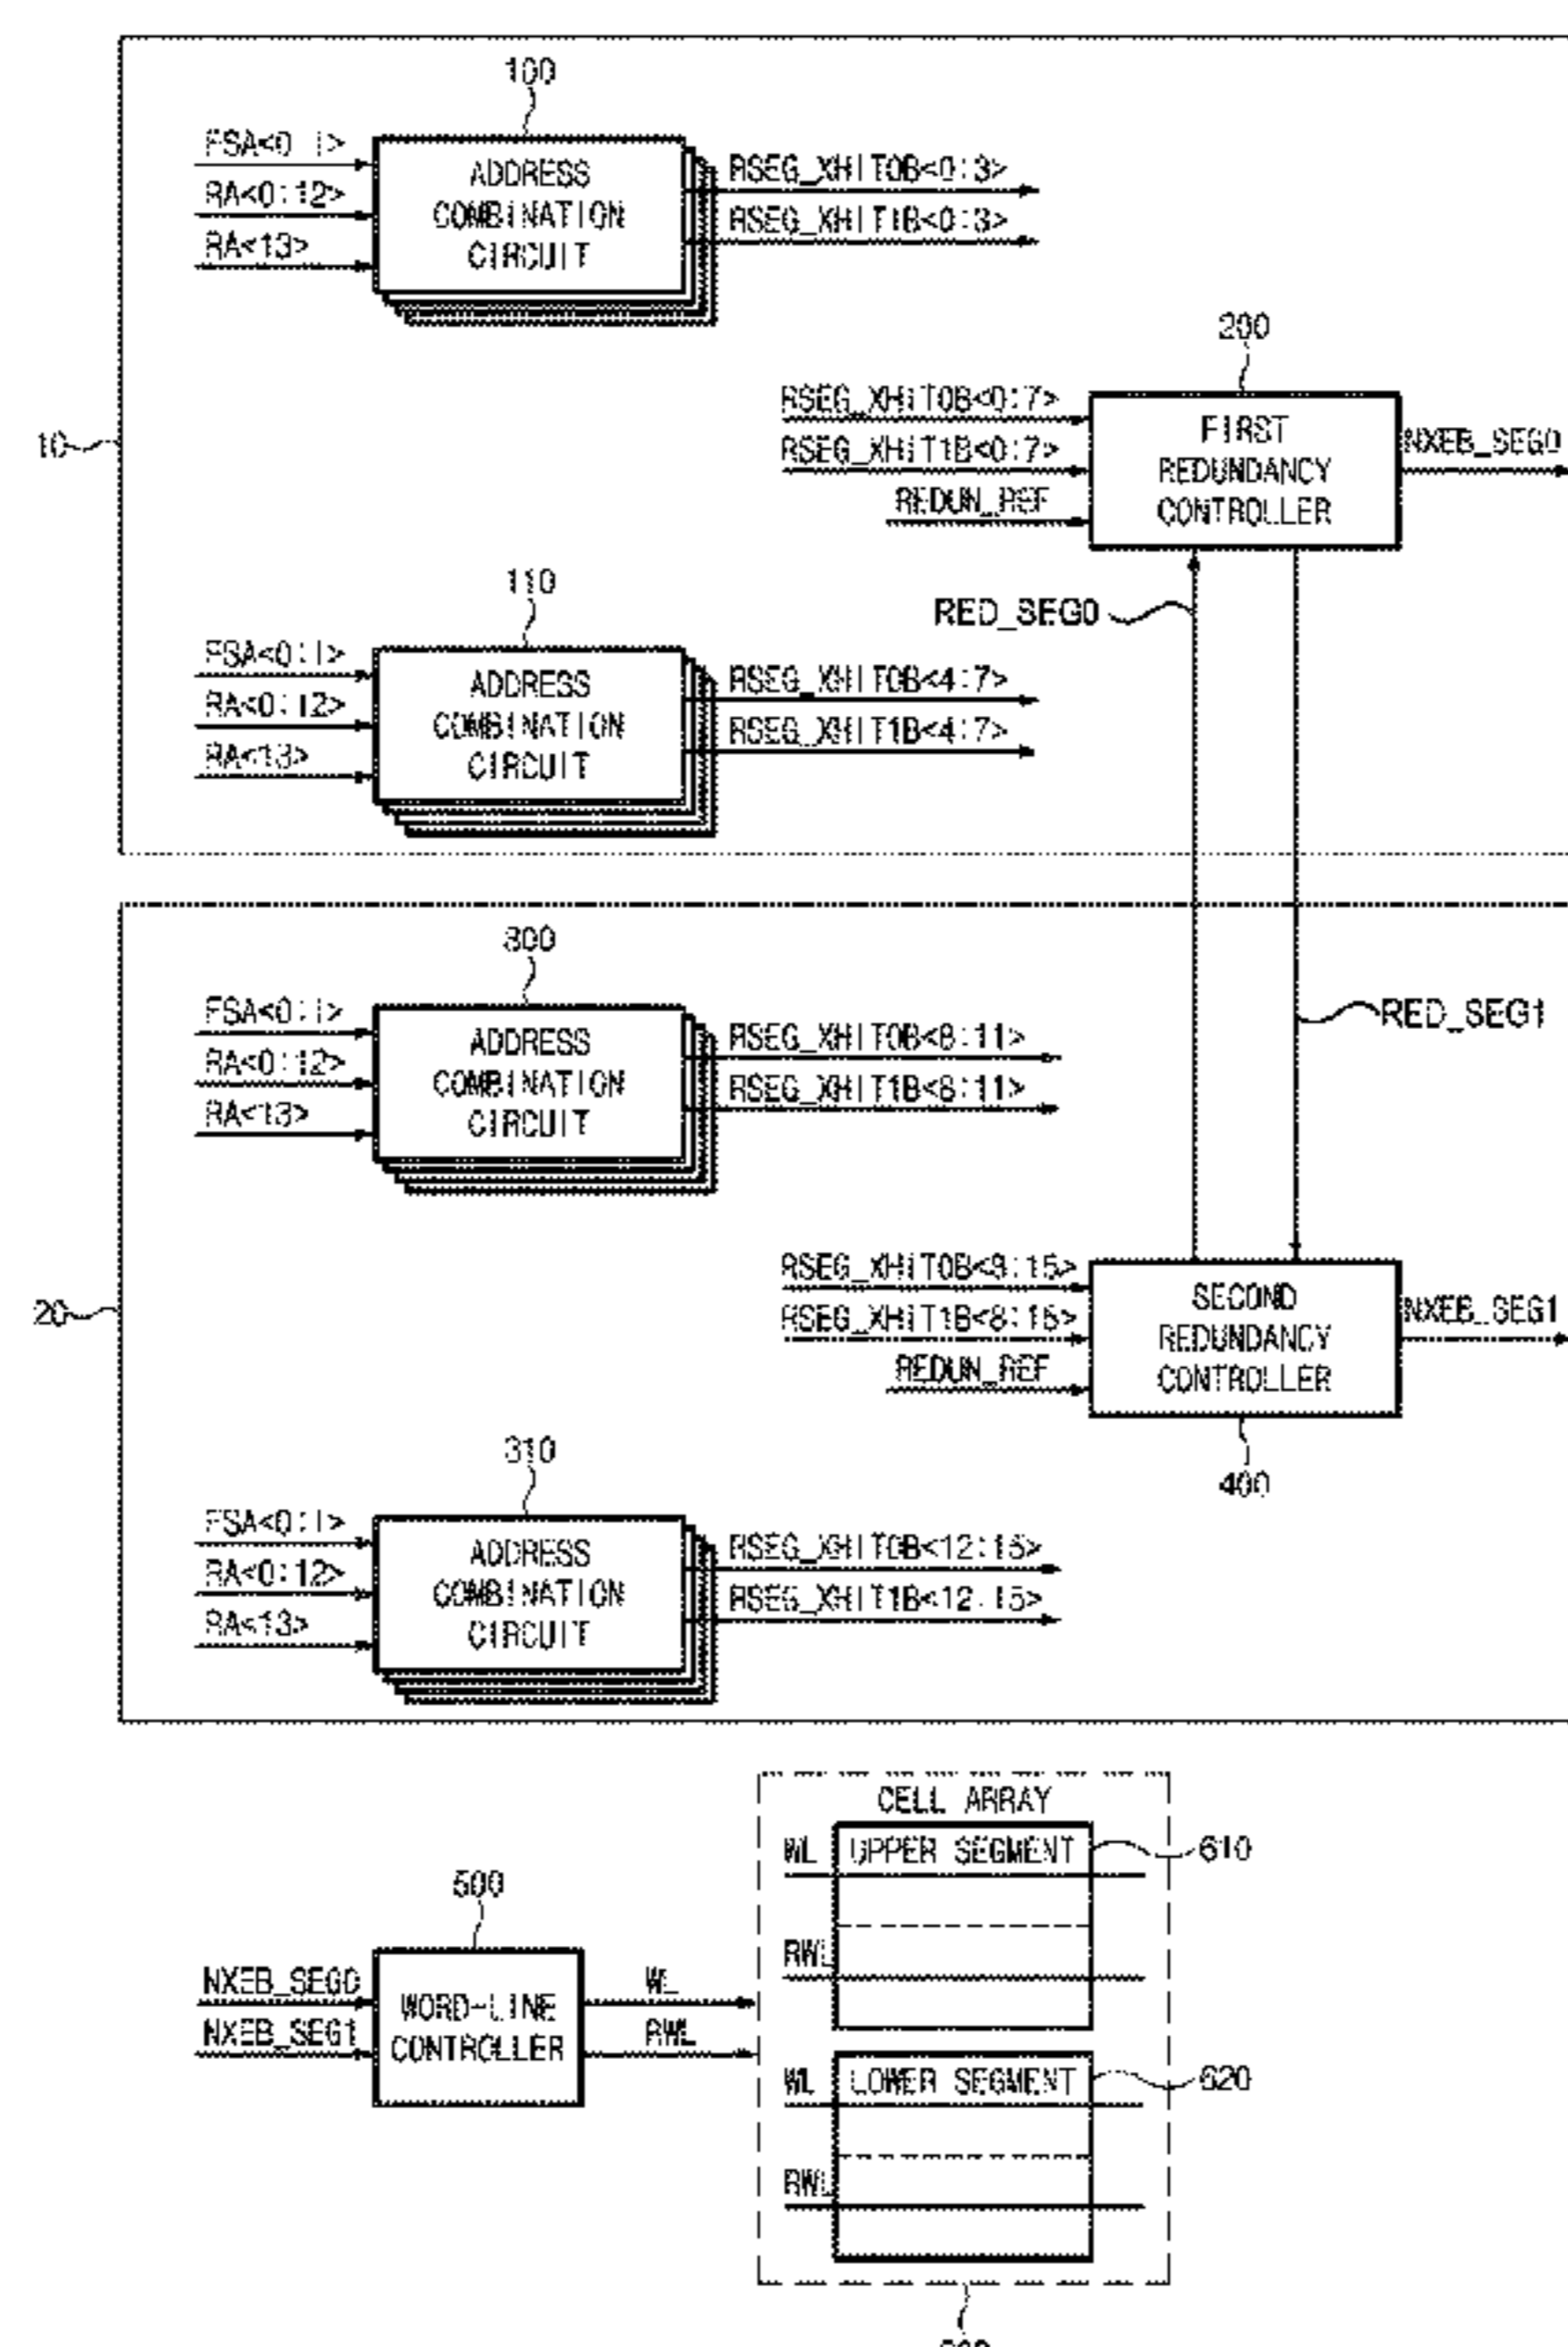 100
FSA<0:1>
RA<0:12>
RA<13>
ADDRESS
COMBINATION
CIRCUIT
RSEG_XHIT0B<0:3>
RSEG_XHIT1B<0:3>
200
10
RSEG_XHIT0B<0:7>
RSEG_XHIT1B<0:7>
REDUN_REF
FIRST
REDUNDANCY
CONTROLLER
NXEB_SEG0
110
RED_SEG0
FSA<0:1>
RA<0:12>
RA<13>
ADDRESS
COMBINATION
CIRCUIT
RSEG_XHIT0B<4:7>
RSEG_XHIT1B<4:7>
300
FSA<0:1>
RA<0:12>
RA<13>
ADDRESS
COMBINATION
CIRCUIT
RSEG_XHIT0B<8:11>
RSEG_XHIT1B<8:11>
RED_SEG1
20
RSEG_XHIT0B<8:15>
RSEG_XHIT1B<8:15>
REDUN_REF
SECOND
REDUNDANCY
CONTROLLER
NXEB_SEG1
400
310
FSA<0:1>
RA<0:12>
RA<13>
ADDRESS
COMBINATION
CIRCUIT
RSEG_XHIT0B<12:15>
RSEG_XHIT1B<12:15>
CELL ARRAY
WL UPPER SEGMENT 610
RWL
500
NXEB_SEG0
NXEB_SEG1
WORD-LINE
CONTROLLER
WL
RWL
WL LOWER SEGMENT 620
RWL